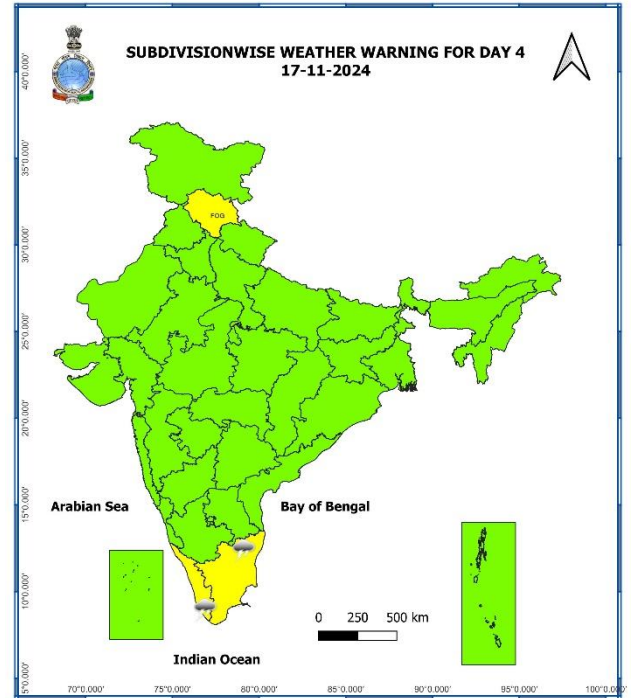 SUBDIVISIONWISE WEATHER WARNING FOR DAY 4
17-11-2024
40°0.000'
35°0.000'
FOG
30°0.000'
25°0.000'
20°0.000'
15°0.000'
Arabian Sea
Bay of Bengal
10°0.000'
0 250 500 km
Indian Ocean
5°0.000'
70°0.000' 75°0.000' 80°0.000' 85°0.000' 90°0.000' 95°0.000' 100°0.000'